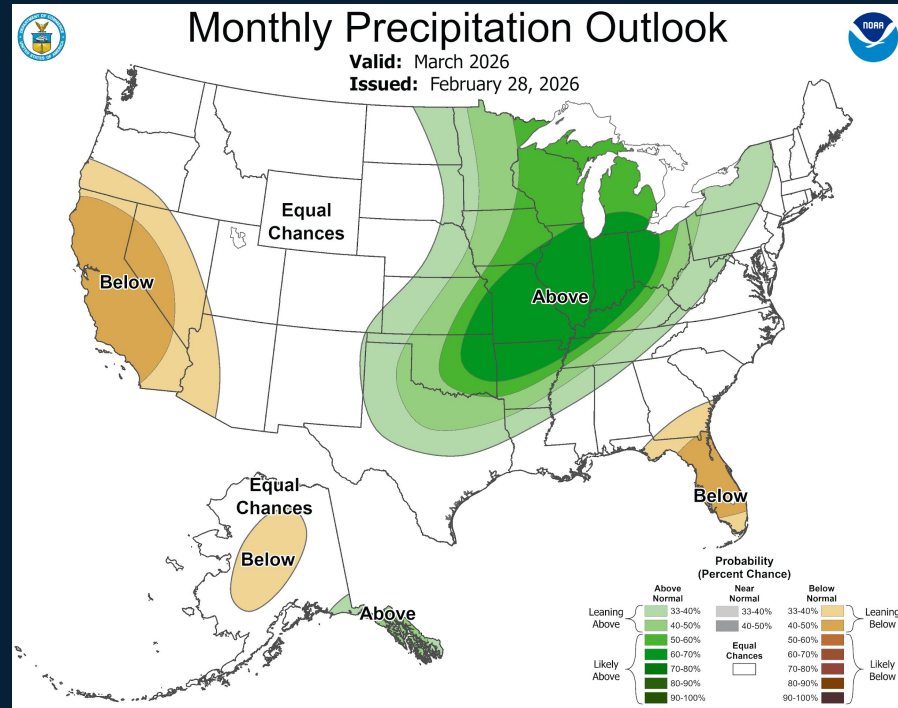 Monthly Precipitation Outlook
Valid: March 2026
Issued: February 28, 2026
NOAA
Equal
Chances
Below
Above
Below
Equal
Chances
Below
Above
Probability
(Percent Chance)
Above
Normal
Near
Normal
Below
Normal
Leaning
Above
33-40%
33-40%
33-40%
Leaning
Below
40-50%
40-50%
40-50%
Likely
Above
50-60%
Equal
Chances
50-60%
Likely
Below
60-70%
60-70%
70-80%
70-80%
80-90%
80-90%
90-100%
90-100%